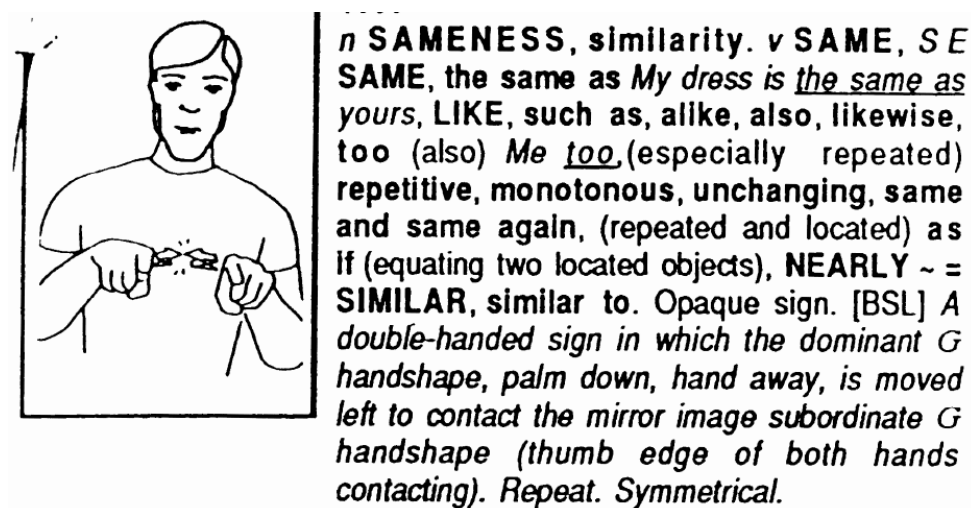 n SAMENESS, similarity. v SAME, S E
SAME, the same as My dress is the same as
yours, LIKE, such as, alike, also, likewise,
too (also) Me too, (especially repeated)
repetitive, monotonous, unchanging, same
and same again, (repeated and located) as
if (equating two located objects), NEARLY ~ =
SIMILAR, similar to. Opaque sign. [BSL] A
double-handed sign in which the dominant G
handshape, palm down, hand away, is moved
left to contact the mirror image subordinate G
handshape (thumb edge of both hands
contacting). Repeat. Symmetrical.